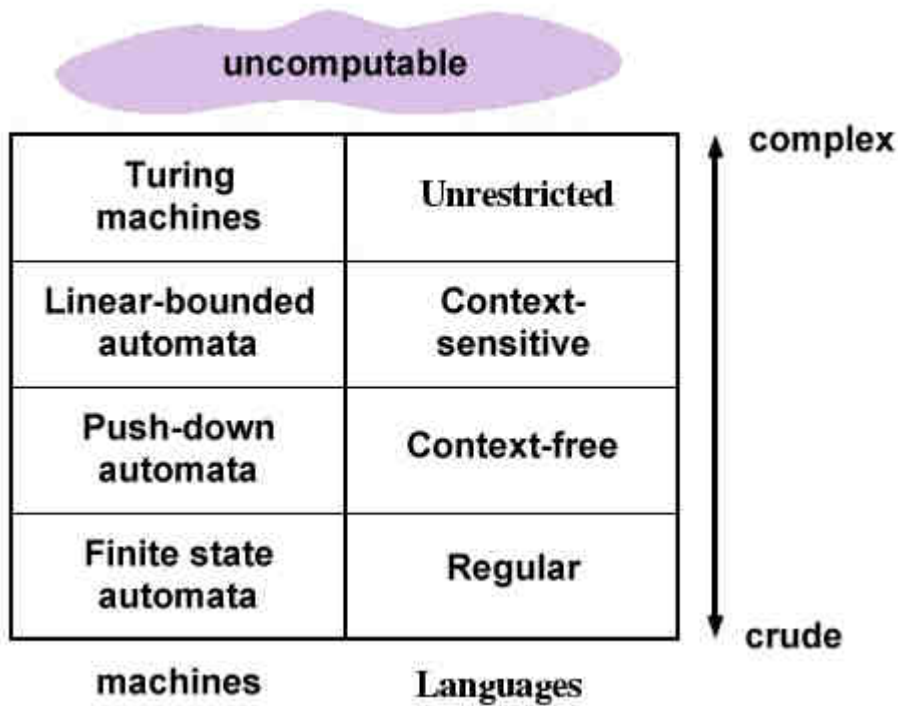 uncomputable
complex
Turing
machines
Unrestricted
Linear-bounded
automata
Context-
sensitive
Push-down
automata
Context-free
Finite state
automata
Regular
crude
machines
Languages